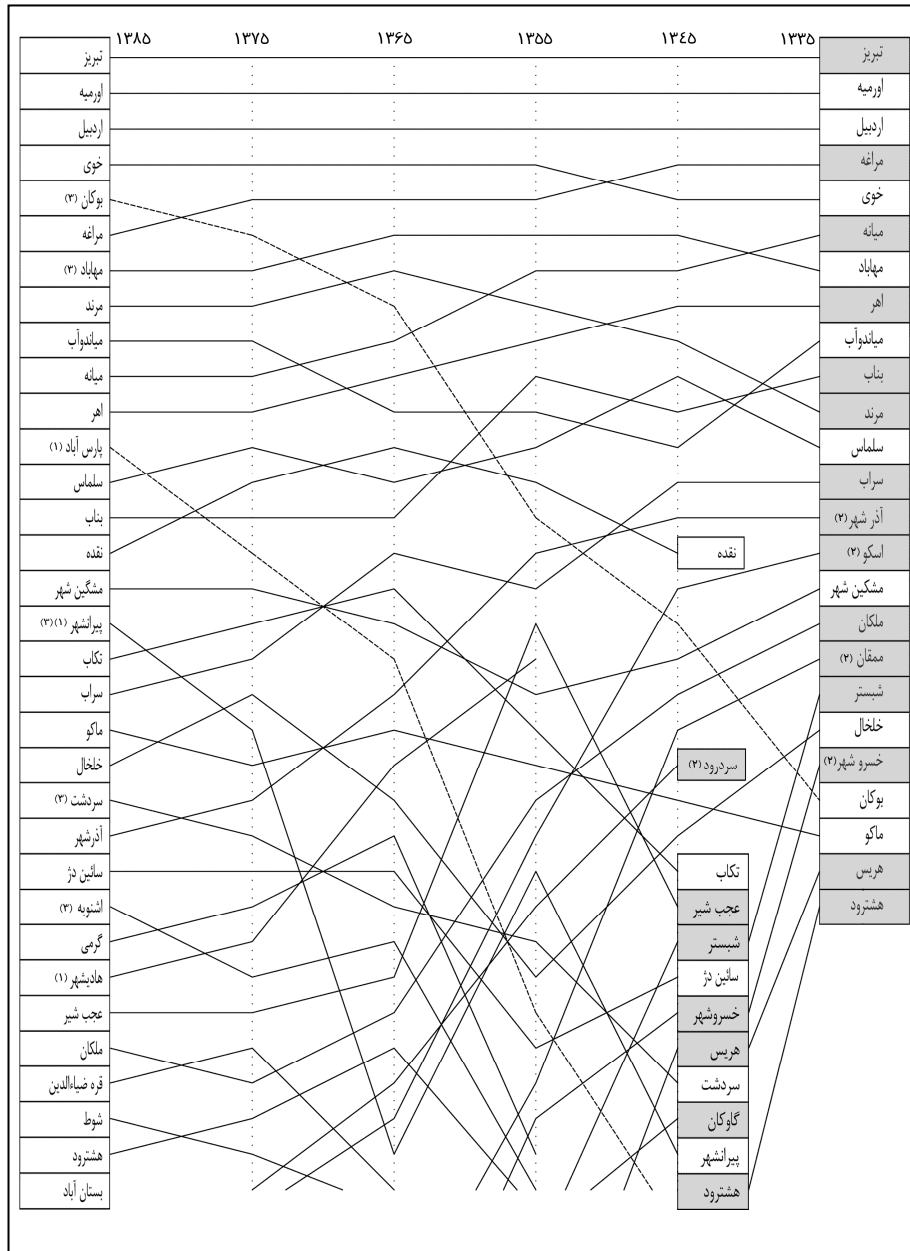 ۱۳۳۵ ۱۳٤۵ ۱۳۵۵ ۱۳۶۵ ۱۳۷۵ ۱۳۸۵
تبریز
اورمیه
اردبیل
مراغه
خوی
میانه
مهاباد
اهر
میاندوآب
بناب
مرند
سلماس
سراب
آذر شهر (۲)
اسکو (۲)
مشکین شهر
ملکان
ممقان (۲)
شبستر
خلخال
خسرو شهر (۲)
بوکان
ماکو
هریس
هشترود
نقده
سردرود (۲)
تکاب
عجب شیر
شبستر
سائین دژ
خسروشهر
هریس
سردشت
گاوکان
پیرانشهر
هشترود
تبریز
اورمیه
اردبیل
خوی
بوکان (۳)
مراغه
مهاباد (۳)
مرند
میاندوآب
میانه
اهر
پارس آباد (۱)
سلماس
بناب
نقده
مشگین شهر
پیرانشهر (۱)(۳)
تکاب
سراب
ماکو
خلخال
سردشت (۳)
آذرشهر
سائین دژ
اشنویه (۳)
گرمی
هادیشهر (۱)
عجب شیر
ملکان
قره ضیاءالدین
شوط
هشترود
بستان آباد